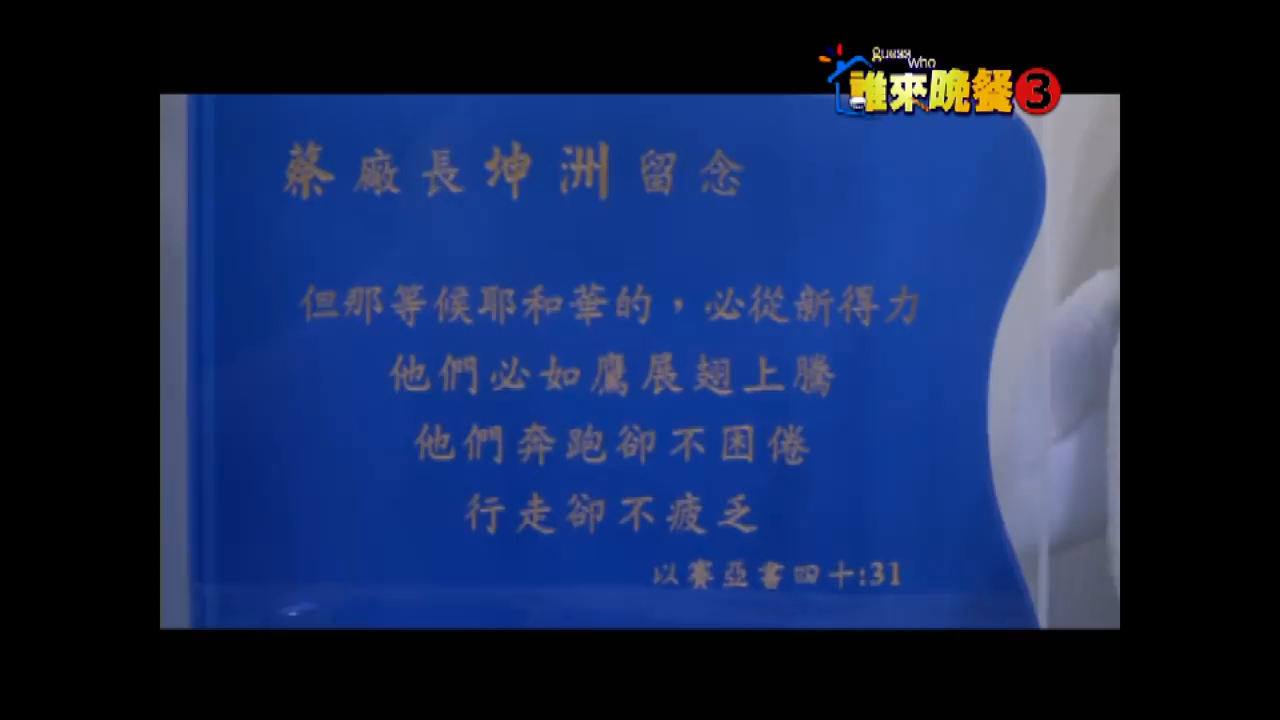 guess who
誰來晚餐3
蔡廠長坤洲留念
但那等候耶和華的，必從新得力
他們必如鷹展翅上騰
他們奔跑卻不困倦
行走卻不疲乏
以賽亞書四十:31